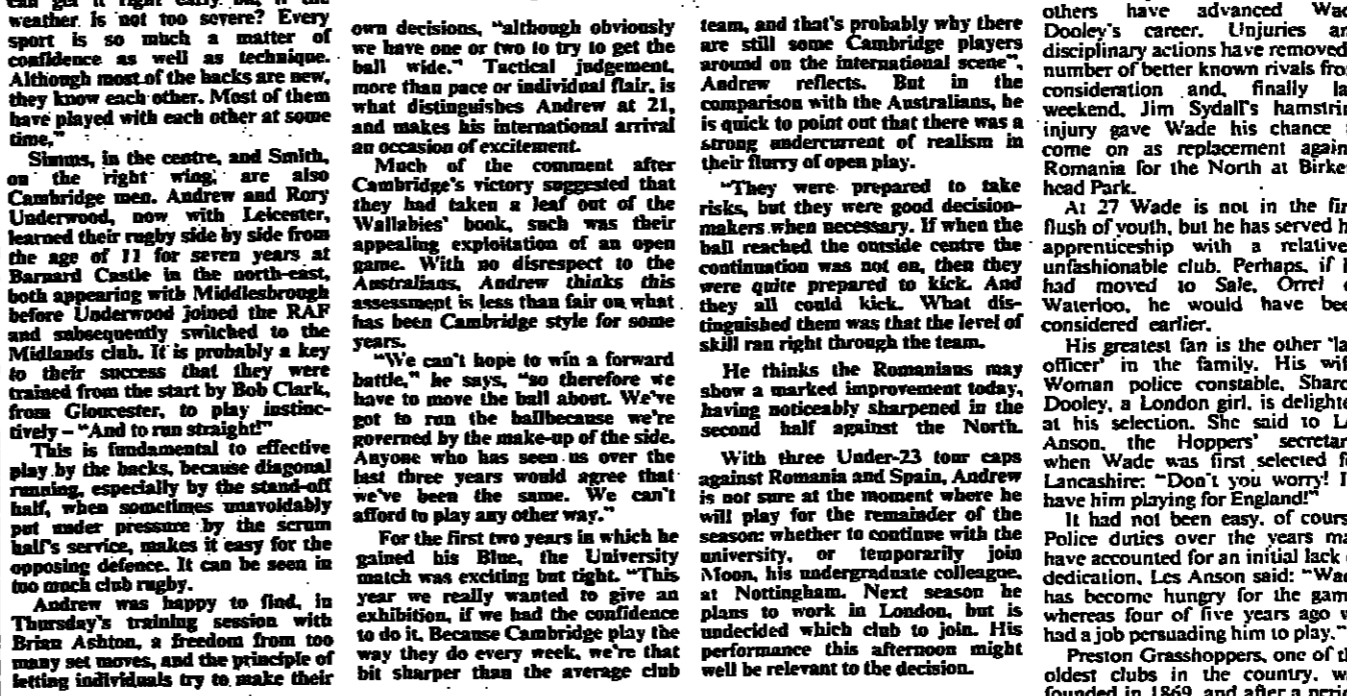 weather is not too severe? Every
sport is so much a matter of
confidence as well as technique.
Although most of the backs are new,
they know each other. Most of them
have played with each other at some
time."
Simms, in the centre, and Smith,
on the right wing, are also
Cambridge men. Andrew and Rory
Underwood, now with Leicester,
learned their rugby side by side from
the age of 11 for seven years at
Barnard Castle in the north-east,
both appearing with Middlesbrough
before Underwood joined the RAF
and subsequently switched to the
Midlands club. It is probably a key
to their success that they were
trained from the start by Bob Clark,
from Gloucester, to play instinc-
tively – "And to run straight!"
This is fundamental to effective
play by the backs, because diagonal
running, especially by the stand-off
half, when sometimes unavoidably
put under pressure by the scrum
half's service, makes it easy for the
opposing defence. It can be seen in
too much club rugby.
Andrew was happy to find, in
Thursday's training session with
Brian Ashton, a freedom from too
many set moves, and the principle of
letting individuals try to make their
own decisions, "although obviously
we have one or two to try to get the
ball wide." Tactical judgement,
more than pace or individual flair, is
what distinguishes Andrew at 21,
and makes his international arrival
an occasion of excitement.
Much of the comment after
Cambridge's victory suggested that
they had taken a leaf out of the
Wallabies' book, such was their
appealing exploitation of an open
game. With no disrespect to the
Australians, Andrew thinks this
assessment is less than fair on what
has been Cambridge style for some
years.
"We can't hope to win a forward
battle," he says, "so therefore we
have to move the ball about. We've
got to run the ballbecause we're
governed by the make-up of the side.
Anyone who has seen us over the
last three years would agree that
we've been the same. We can't
afford to play any other way."
For the first two years in which he
gained his Blue, the University
match was exciting but tight. "This
year we really wanted to give an
exhibition, if we had the confidence
to do it. Because Cambridge play the
way they do every week, we're that
bit sharper than the average club
team, and that's probably why there
are still some Cambridge players
around on the international scene",
Andrew reflects. But in the
comparison with the Australians, he
is quick to point out that there was a
strong undercurrent of realism in
their flurry of open play.
"They were prepared to take
risks, but they were good decision-
makers when necessary. If when the
ball reached the outside centre the
continuation was not on, then they
were quite prepared to kick. And
they all could kick. What dis-
tinguished them was that the level of
skill ran right through the team.
He thinks the Romanians may
show a marked improvement today,
having noticeably sharpened in the
second half against the North.
With three Under-23 tour caps
against Romania and Spain, Andrew
is not sure at the moment where he
will play for the remainder of the
season: whether to continue with the
university, or temporarily join
Moon, his undergraduate colleague,
at Nottingham. Next season he
plans to work in London, but is
undecided which club to join. His
performance this afternoon might
well be relevant to the decision.
others have advanced
Dooley's career. Unjuries
disciplinary actions have removed
number of better known rivals
consideration and, finally
weekend, Jim Sydall's
injury gave Wade his chance
come on as replacement
Romania for the North at
head Park.
At 27 Wade is not in the
flush of youth, but he has served
apprenticeship with a
unfashionable club. Perhaps, if
had moved to Sale, Orrel
Waterloo, he would have
considered earlier.
His greatest fan is the other
officer' in the family. His
Woman police constable,
Dooley, a London girl, is
at his selection. She said to
Anson, the Hoppers'
when Wade was first selected
Lancashire: "Don't you worry!
have him playing for England!"
It had not been easy, of
Police duties over the years
have accounted for an initial lack
dedication, Les Anson said:
has become hungry for the
whereas four of five years ago
had a job persuading him to play."
Preston Grasshoppers, one of
oldest clubs in the country,
founded in 1869, and after a